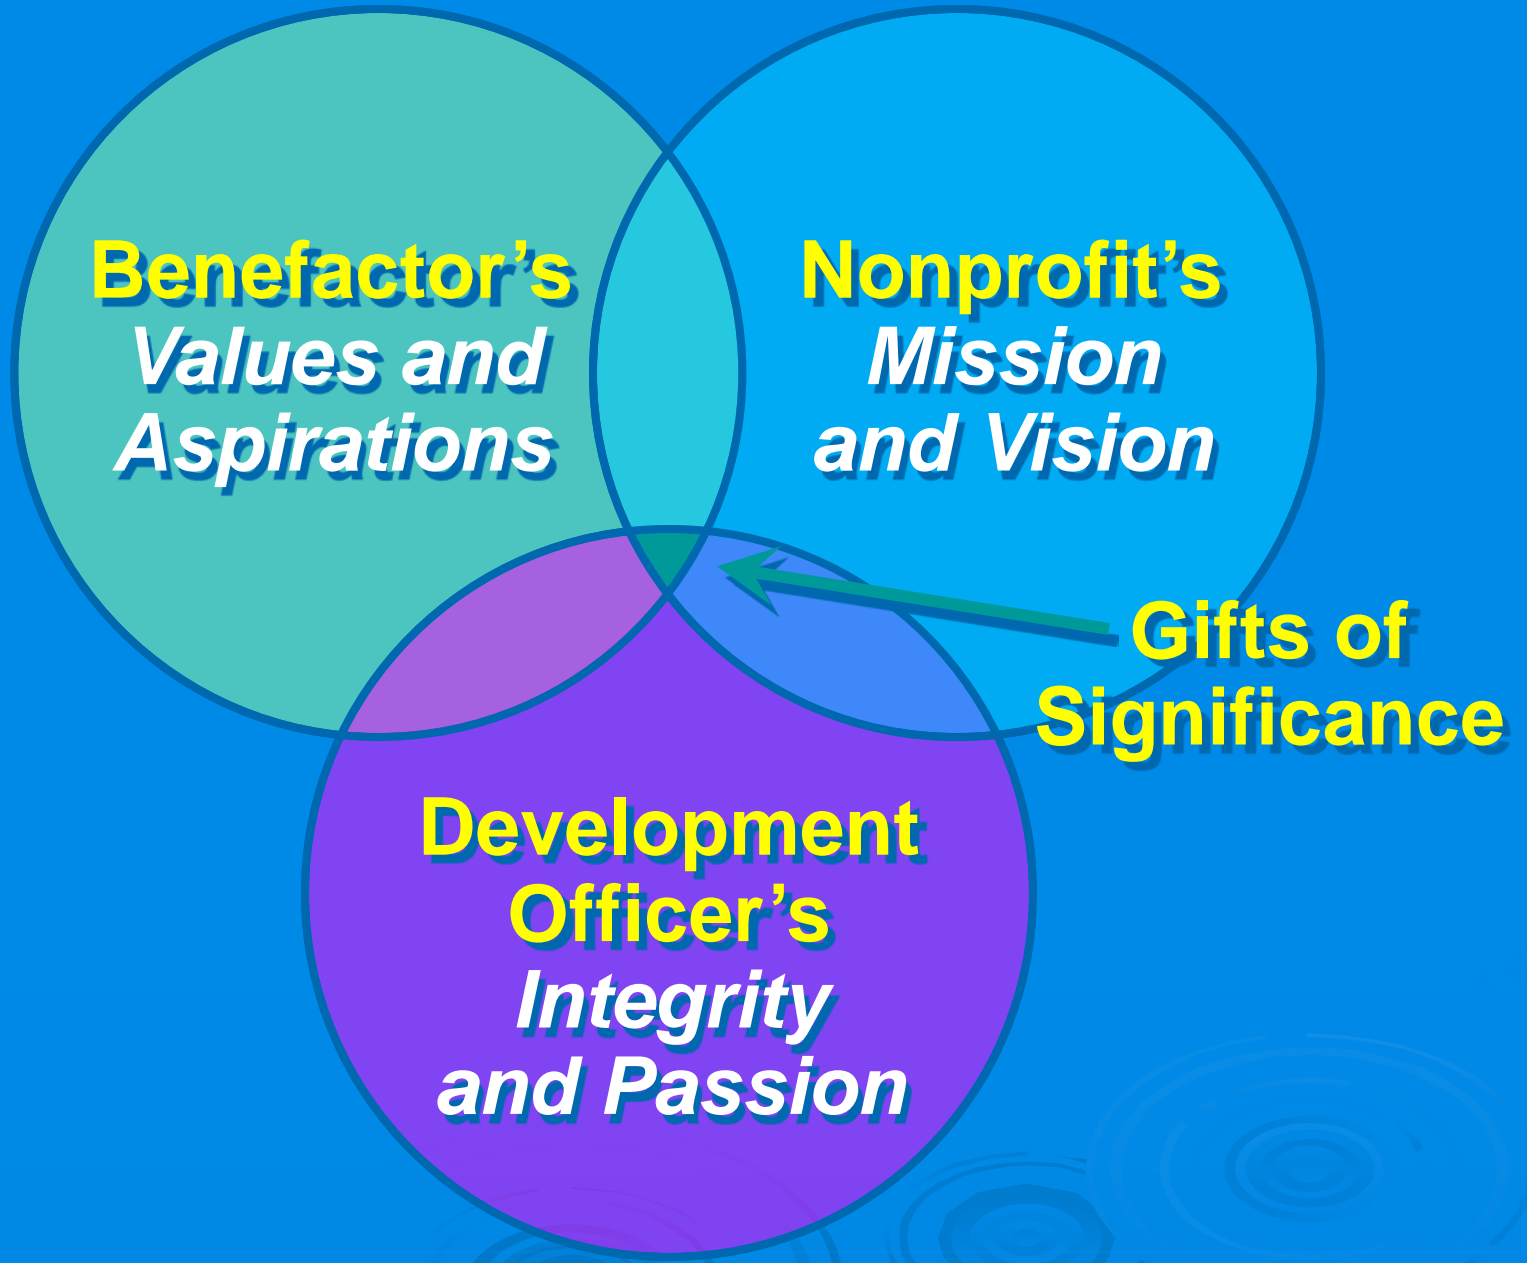 Benefactor’s
Values and
Aspirations
Nonprofit’s
Mission
and Vision
Gifts of
Significance
Development
Officer’s
Integrity
and Passion